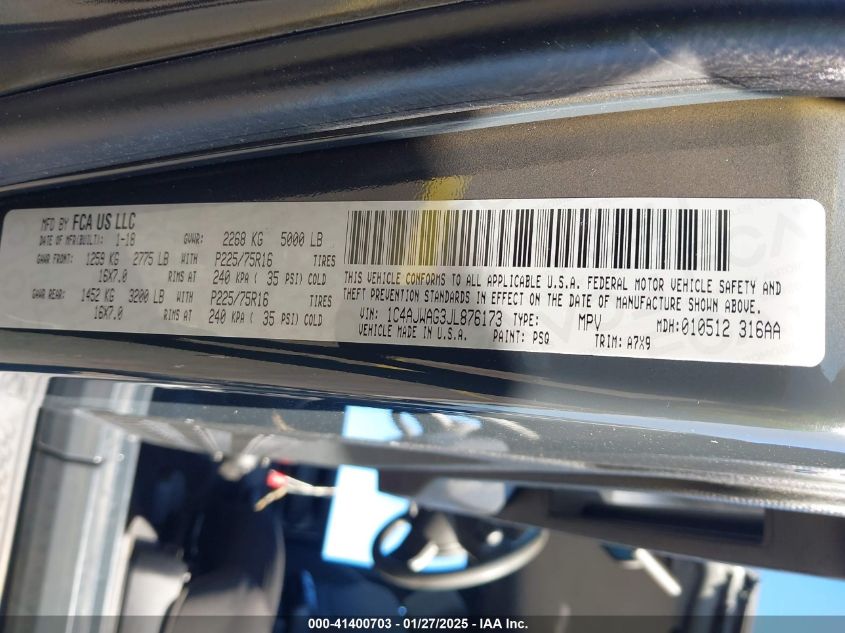 MFD BY FCA US LLC
DATE OF MFR(BUILT): 1-18 GVWR: 2268 KG 5000 LB
GAWR FRONT: 1259 KG 2775 LB WITH P225/75R16 TIRES
16X7.0 RIMS AT 240 KPA ( 35 PSI) COLD
GAWR REAR: 1452 KG 3200 LB WITH P225/75R16 TIRES
16X7.0 RIMS AT 240 KPA ( 35 PSI) COLD
THIS VEHICLE CONFORMS TO ALL APPLICABLE U.S.A. FEDERAL MOTOR VEHICLE SAFETY AND
THEFT PREVENTION STANDARDS IN EFFECT ON THE DATE OF MANUFACTURE SHOWN ABOVE.
VIN: 1C4AJWAG3JL876173 TYPE: MPV MDH:010512 316AA
VEHICLE MADE IN U.S.A. PAINT: PSQ TRIM: A7X9
000-41400703 - 01/27/2025 - WWW.IAAI.COM